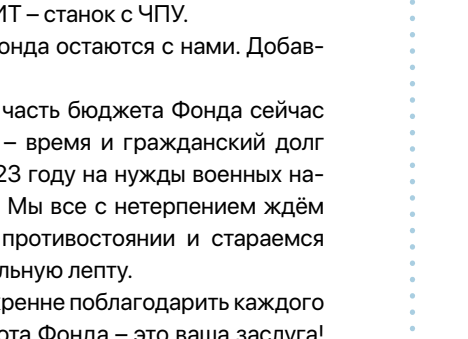 ИТ – станок с ЧПУ.
онда остаются с нами. Добав-
часть бюджета Фонда сейчас
– время и гражданский долг
23 году на нужды военных на-
Мы все с нетерпением ждём
противостоянии и стараемся
льную лепту.
кренне поблагодарить каждого
ота Фонда – это ваша заслуга!